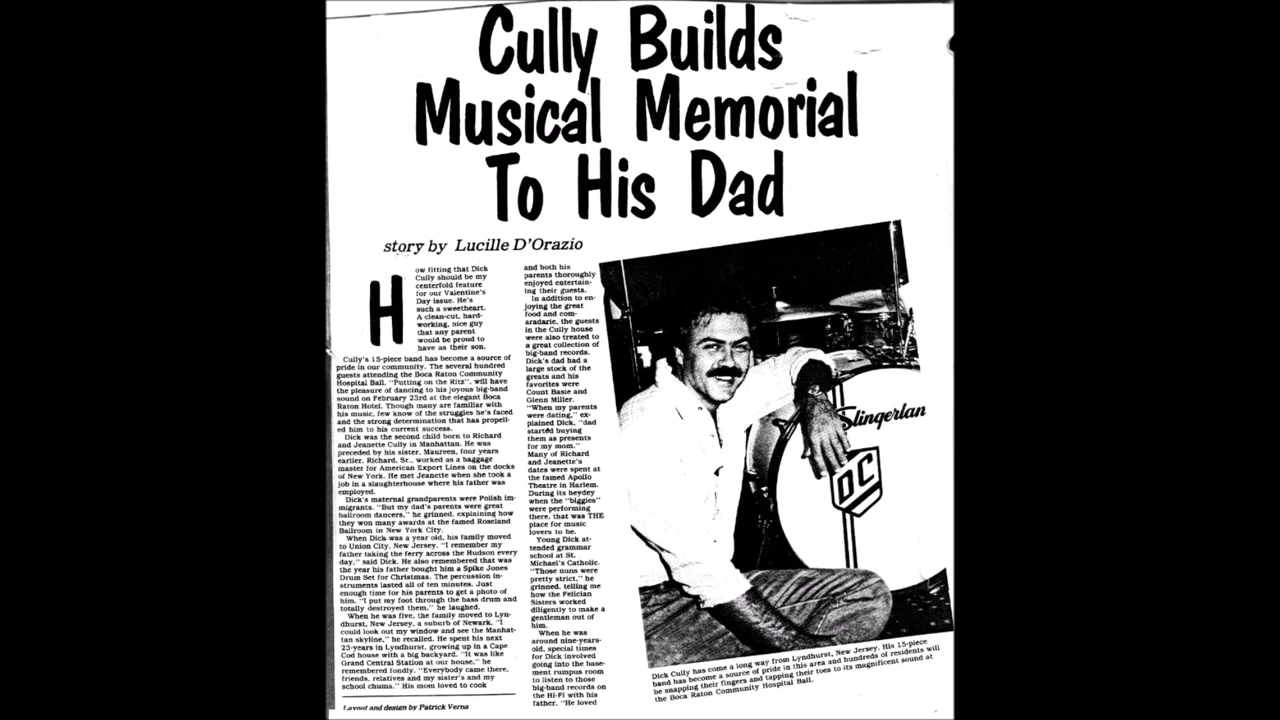 Cully Builds
Musical Memorial
To His Dad
story by Lucille D'Orazio
How fitting that Dick
Cully should be my
centerfold feature
for our Valentine's
Day issue. He's
such a sweetheart.
A clean-cut, hard-
working, nice guy
that any parent
would be proud to
have as their son.
Cully's 15-piece band has become a source of
pride in our community. The several hundred
guests attending the Boca Raton Community
Hospital Ball, "Putting on the Ritz", will have
the pleasure of dancing to his joyous big-band
sound on February 23rd at the elegant Boca
Raton Hotel. Though many are familiar with
his music, few know of the struggles he's faced
and the strong determination that has propell-
ed him to his current success.
Dick was the second child born to Richard
and Jeanette Cully in Manhattan. He was
preceded by his sister, Maureen, four years
earlier. Richard, Sr., worked as a baggage
master for American Export Lines on the docks
of New York. He met Jeanette when she took a
job in a slaughterhouse where his father was
employed.
Dick's maternal grandparents were Polish im-
migrants. "But my dad's parents were great
ballroom dancers," he grinned, explaining how
they won many awards at the famed Roseland
Ballroom in New York City.
When Dick was a year old, his family moved
to Union City, New Jersey. "I remember my
father taking the ferry across the Hudson every
day," said Dick. He also remembered that was
the year his father bought him a Spike Jones
Drum Set for Christmas. The percussion in-
struments lasted all of ten minutes. Just
enough time for his parents to get a photo of
him. "I put my foot through the bass drum and
totally destroyed them," he laughed.
When he was five, the family moved to Lyn-
dhurst, New Jersey, a suburb of Newark. "I
could look out my window and see the Manhat-
tan skyline," he recalled. He spent his next
23-years in Lyndhurst, growing up in a Cape
Cod house with a big backyard. "It was like
Grand Central Station at our house," he
remembered fondly. "Everybody came there,
friends, relatives and my sister's and my
school chums." His mom loved to cook
Layout and design by Patrick Verna
and both his
parents thoroughly
enjoyed entertain-
ing their guests.
In addition to en-
joying the great
food and com-
aradarie, the guests
in the Cully house
were also treated to
a great collection of
big-band records.
Dick's dad had a
large stock of the
greats and his
favorites were
Count Basie and
Glenn Miller.
"When my parents
were dating," ex-
plained Dick, "dad
started buying
them as presents
for my mom."
Many of Richard
and Jeanette's
dates were spent at
the famed Apollo
Theatre in Harlem.
During its heydey
when the "biggies"
were performing
there, that was THE
place for music
lovers to be.
Young Dick at-
tended grammar
school at St.
Michael's Catholic.
"Those nuns were
pretty strict," he
grinned, telling me
how the Felician
Sisters worked
diligently to make a
gentleman out of
him.
When he was
around nine-years-
old, special times
for Dick involved
going into the base-
ment rumpus room
to listen to those
big-band records on
the Hi-Fi with his
father. "He loved
Slingerlan
DC
Dick Cully has come a long way from Lyndhurst, New Jersey. His 15-piece
band has become a source of pride in this area and hundreds of residents will
be snapping their fingers and tapping their toes to its magnificent sound at
the Boca Raton Community Hospital Ball.